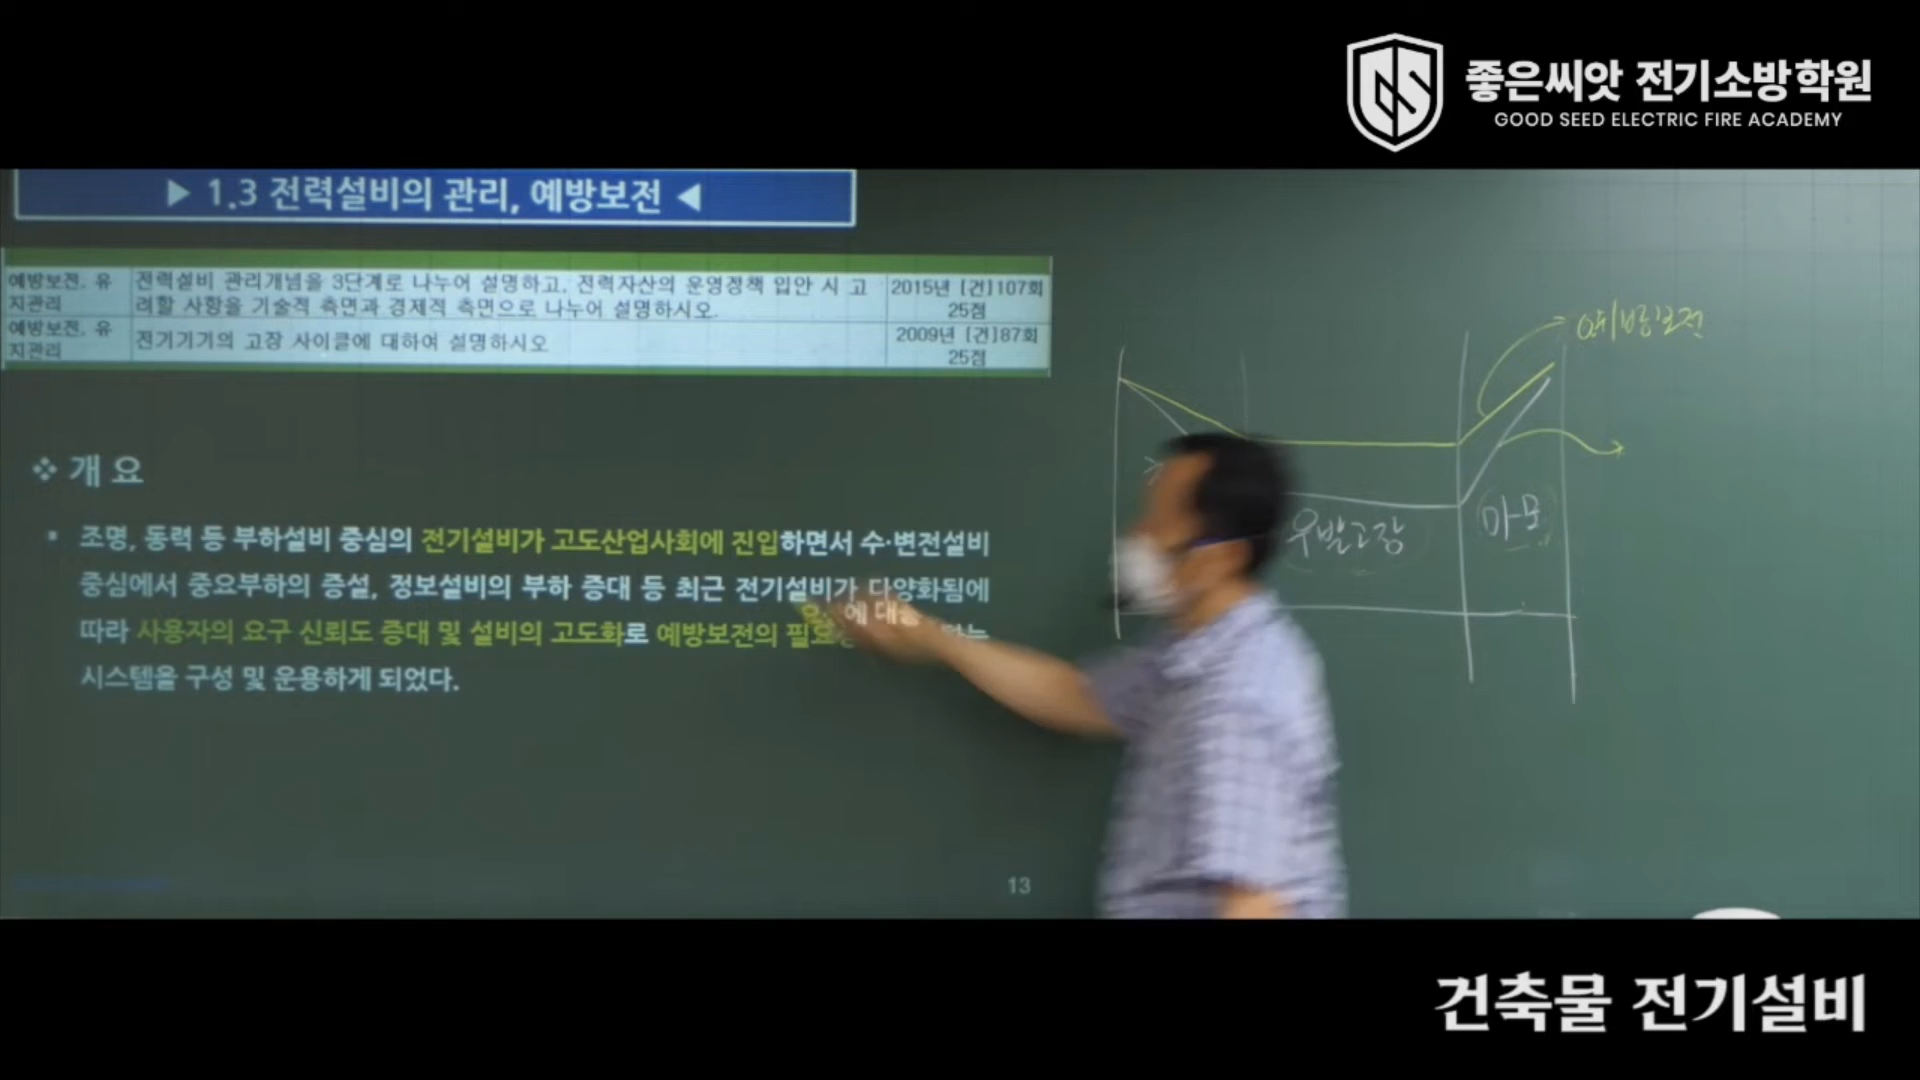 좋은씨앗 전기소방학원
GOOD SEED ELECTRIC FIRE ACADEMY
▶ 1.3 전력설비의 관리, 예방보전 ◀
예방보전. 유지관리
전력설비 관리개념을 3단계로 나누어 설명하고, 전력자산의 운영정책 입안 시 고
려할 사항을 기술적 측면과 경제적 측면으로 나누어 설명하시오.
2015년 [건]107회
25점
예방보전. 유지관리
전기기기의 고장 사이클에 대하여 설명하시오
2009년 [건]87회
25점
❖ 개 요
▪ 조명, 동력 등 부하설비 중심의 전기설비가 고도산업사회에 진입하면서 수·변전설비
중심에서 중요부하의 증설, 정보설비의 부하 증대 등 최근 전기설비가 다양화됨에
따라 사용자의 요구 신뢰도 증대 및 설비의 고도화로 예방보전의
시스템을 구성 및 운용하게 되었다.
13
예방보전
우발고장
마모
건축물 전기설비